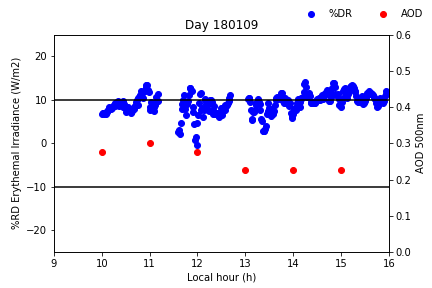 %DR AOD
Day 180109
%RD Erythermal Irradiance (W/m2)
20
10
0
−10
−20
0.6
0.5
0.4
0.3
0.2
0.1
0.0
AOD 500nm
9 10 11 12 13 14 15 16
Local hour (h)